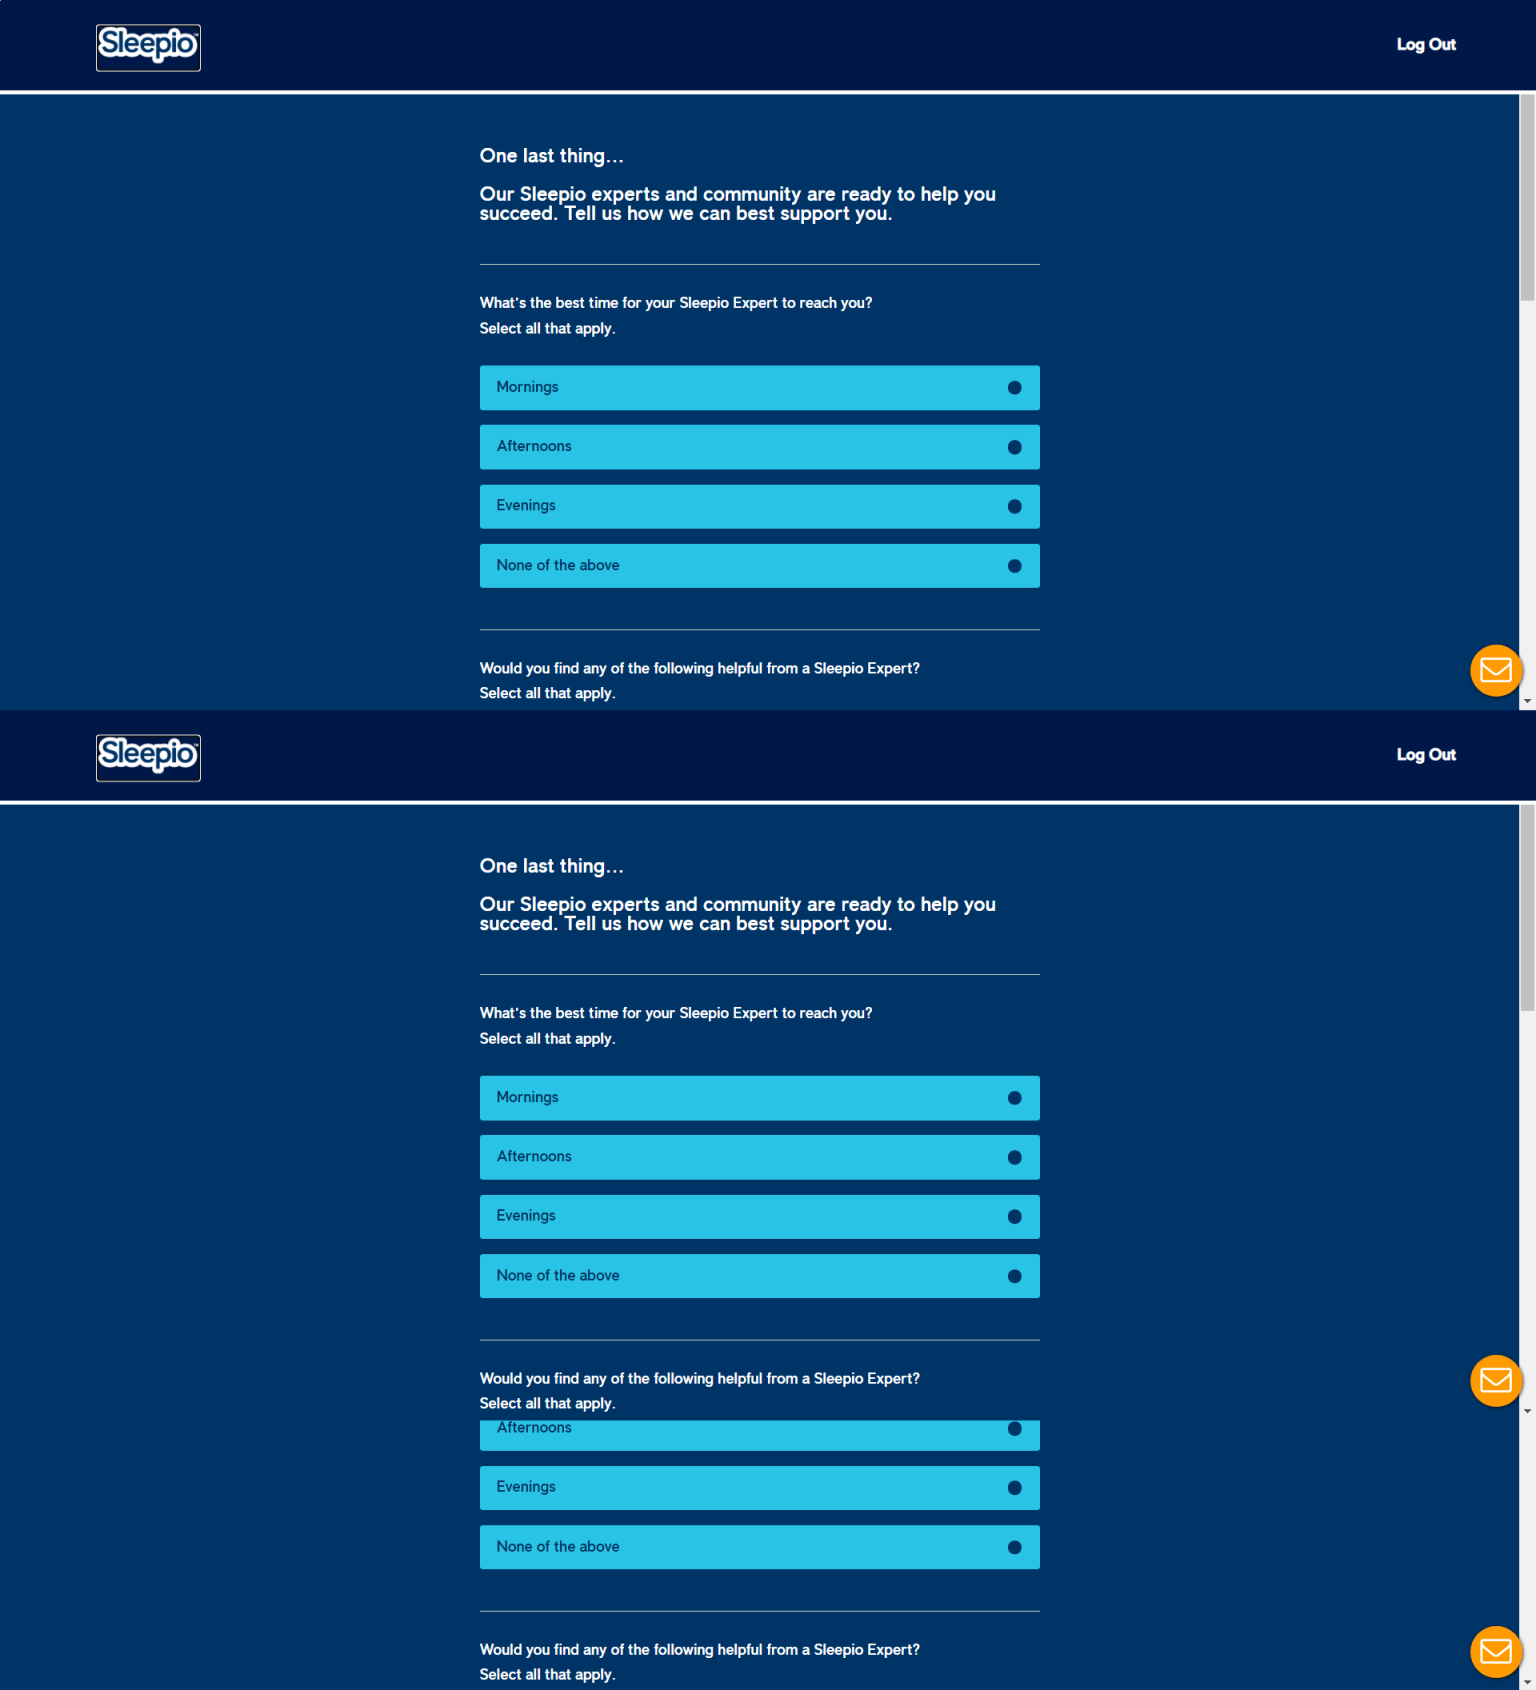 Sleepio™
Log Out
One last thing...
Our Sleepio experts and community are ready to help you
succeed. Tell us how we can best support you.
What's the best time for your Sleepio Expert to reach you?
Select all that apply.
Mornings
Afternoons
Evenings
None of the above
Would you find any of the following helpful from a Sleepio Expert?
Select all that apply.
Sleepio™
Log Out
One last thing...
Our Sleepio experts and community are ready to help you
succeed. Tell us how we can best support you.
What's the best time for your Sleepio Expert to reach you?
Select all that apply.
Mornings
Afternoons
Evenings
None of the above
Would you find any of the following helpful from a Sleepio Expert?
Select all that apply.
Afternoons
Evenings
None of the above
Would you find any of the following helpful from a Sleepio Expert?
Select all that apply.